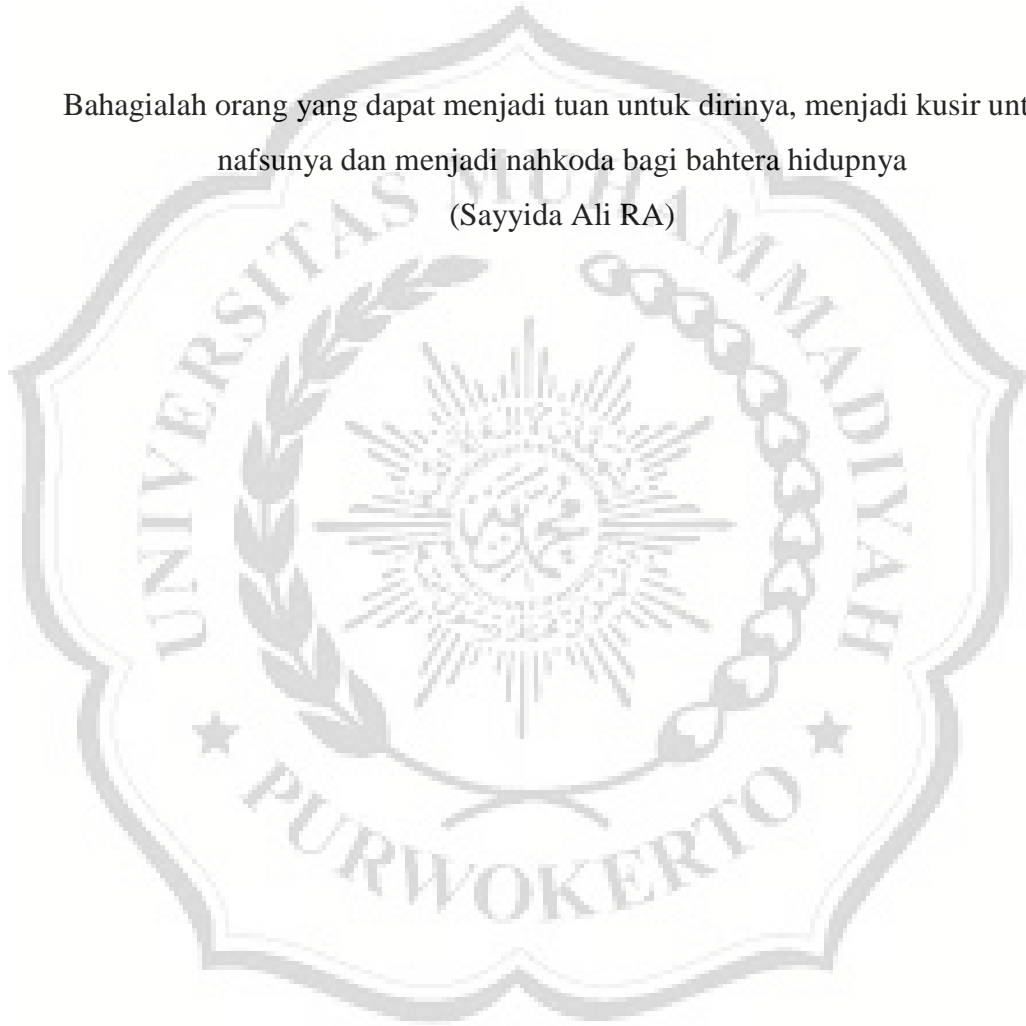 Bahagialah orang yang dapat menjadi tuan untuk dirinya, menjadi kusir
nafsunya dan menjadi nahkoda bagi bahtera hidupnya
(Sayyida Ali RA)
UNIVERSITAS MUHAMMADIYAH
PURWOKERTO